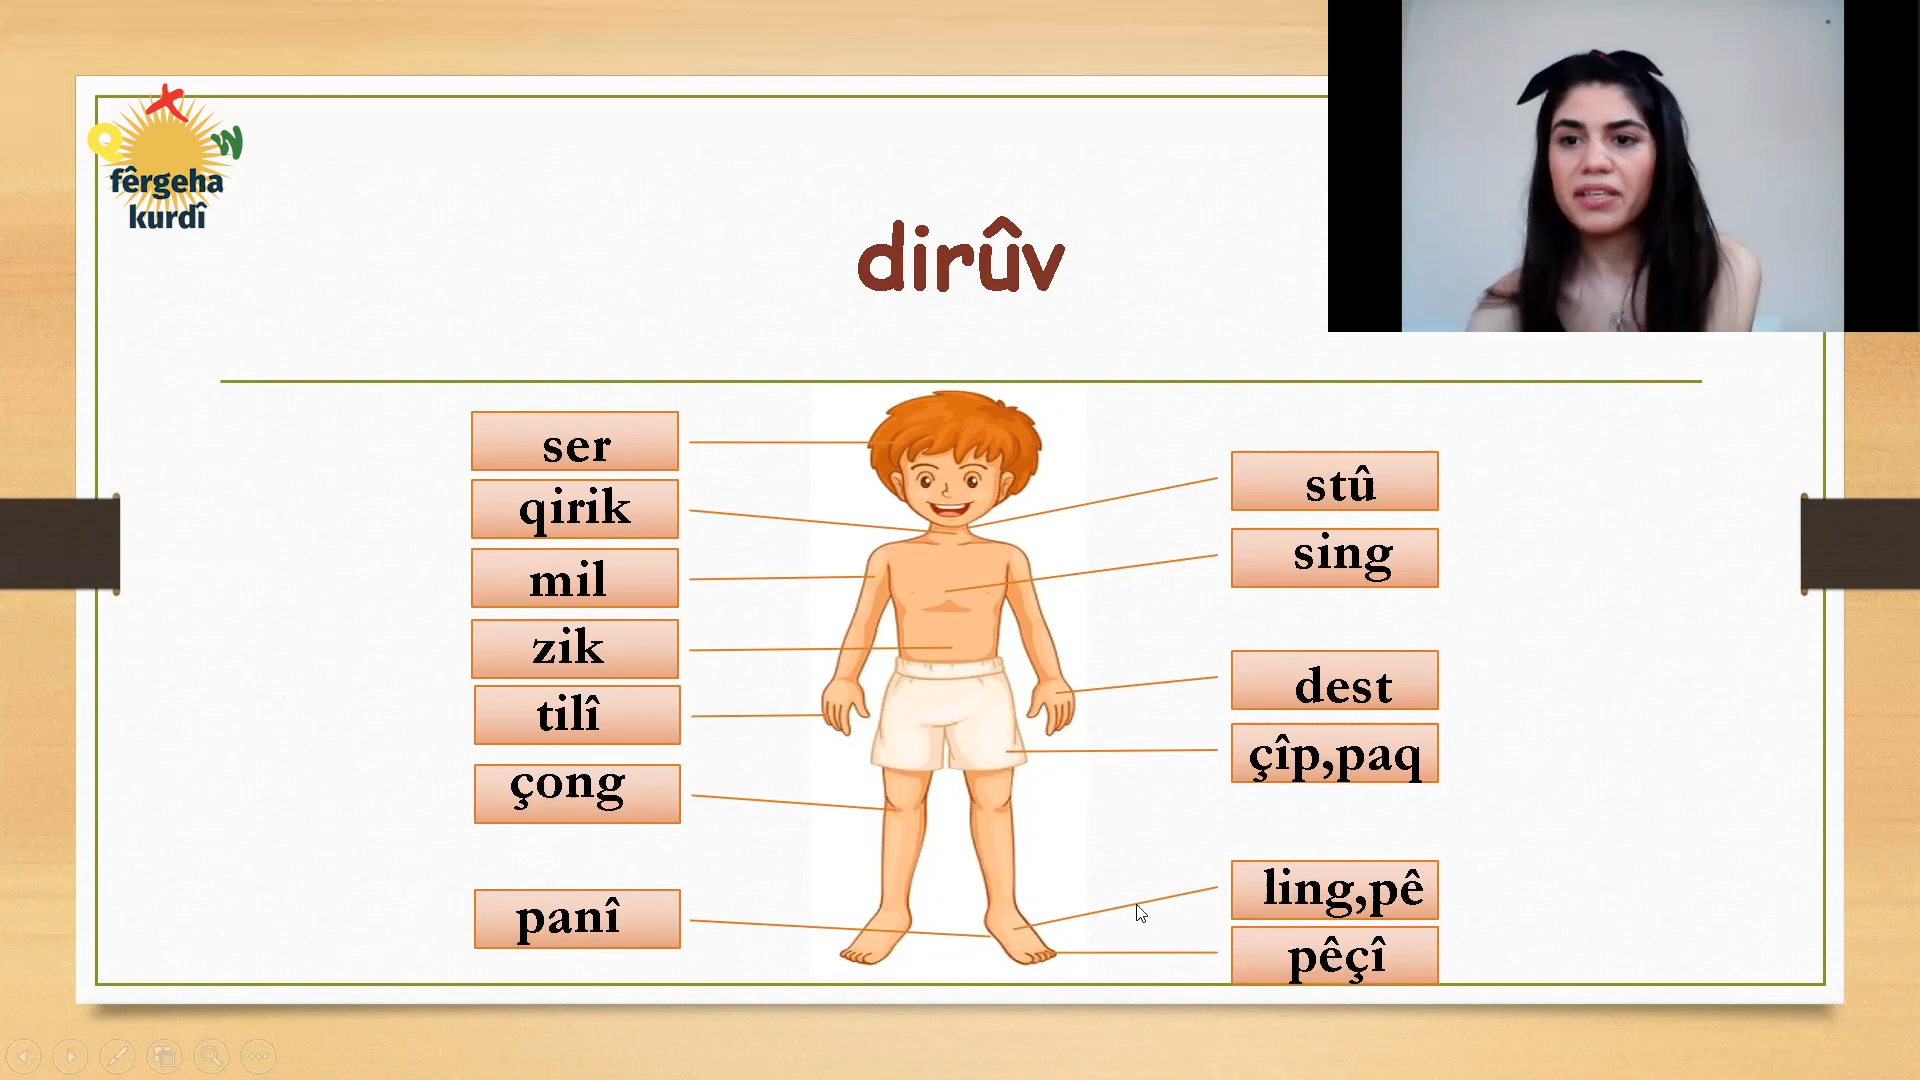 Q X W
fêrgeha
kurdî
dirûv
ser
qirik
mil
zik
tilî
çong
panî
stû
sing
dest
çîp,paq
ling,pê
pêçî